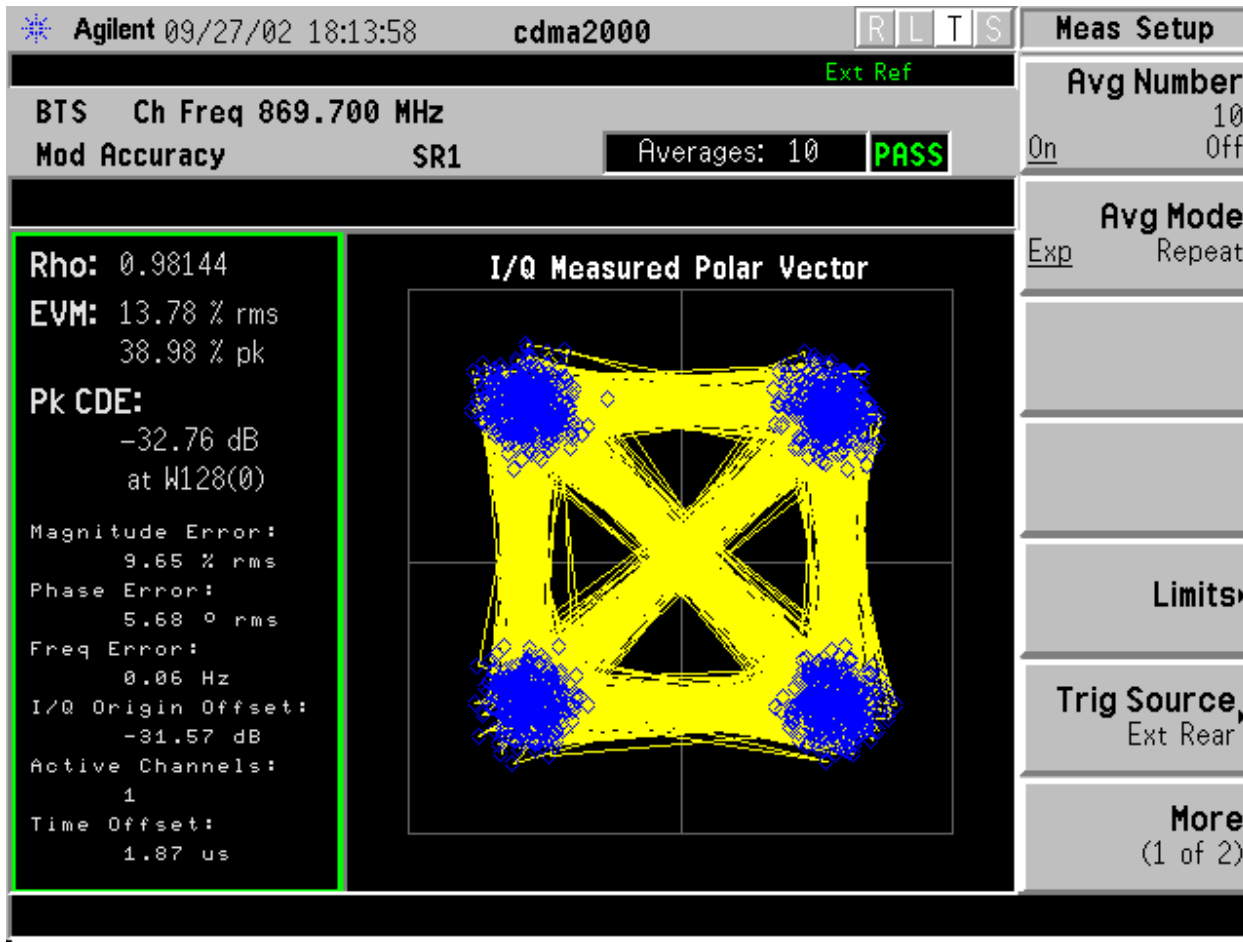 Agilent 09/27/02 18:13:58 cdma2000 R L T S
Ext Ref
BTS Ch Freq 869.700 MHz
Mod Accuracy SR1 Averages: 10 PASS
Rho: 0.98144
EVM: 13.78 % rms
38.98 % pk
Pk CDE:
-32.76 dB
at W128(0)
Magnitude Error:
9.65 % rms
Phase Error:
5.68 º rms
Freq Error:
0.06 Hz
I/Q Origin Offset:
-31.57 dB
Active Channels:
1
Time Offset:
1.87 us
I/Q Measured Polar Vector
Meas Setup
Avg Number
10
On Off
Avg Mode
Exp Repeat
Limits
Trig Source
Ext Rear
More
(1 of 2)